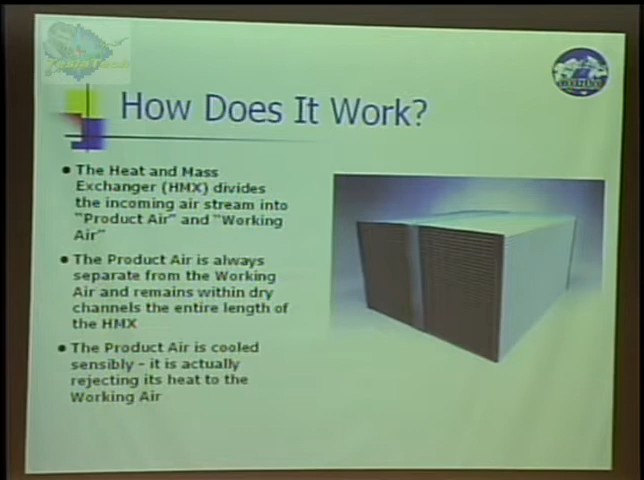 TeslaTech
How Does It Work?
The Heat and Mass
Exchanger (HMX) divides
the incoming air stream into
"Product Air" and "Working
Air"
The Product Air is always
separate from the Working
Air and remains within dry
channels the entire length of
the HMX
The Product Air is cooled
sensibly – it is actually
rejecting its heat to the
Working Air